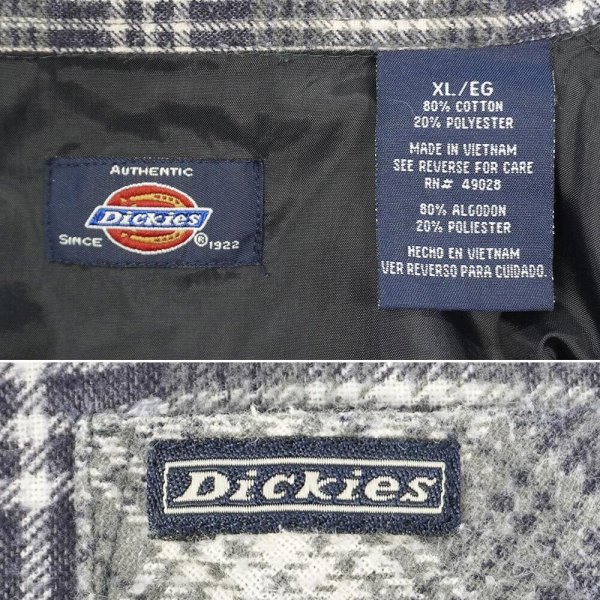 AUTHENTIC
Dickies
SINCE ® 1922
XL/EG
80% COTTON
20% POLYESTER
MADE IN VIETNAM
SEE REVERSE FOR CARE
RN# 49028
80% ALGODON
20% POLIESTER
HECHO EN VIETNAM
VER REVERSO PARA CUIDADO.
Dickies